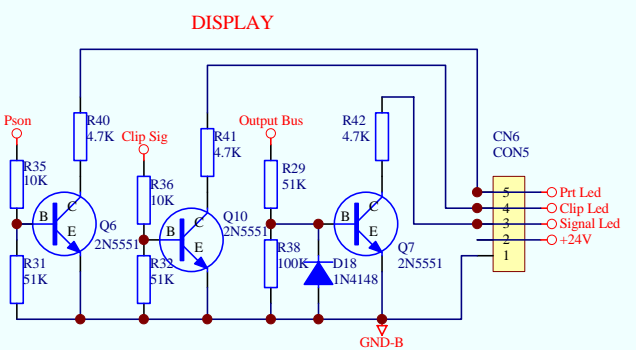 DISPLAY
Pson
R40
4.7K
Clip Sig
R41
4.7K
Output Bus
R42
4.7K
CN6
CON5
R35
10K
R36
10K
R29
51K
B
C
E
Q6
2N5551
B
C
E
Q10
2N5551
B
C
E
Q7
2N5551
R31
51K
R32
51K
R38
100K
D18
1N4148
5
4
3
2
1
Prt Led
Clip Led
Signal Led
+24V
GND-B